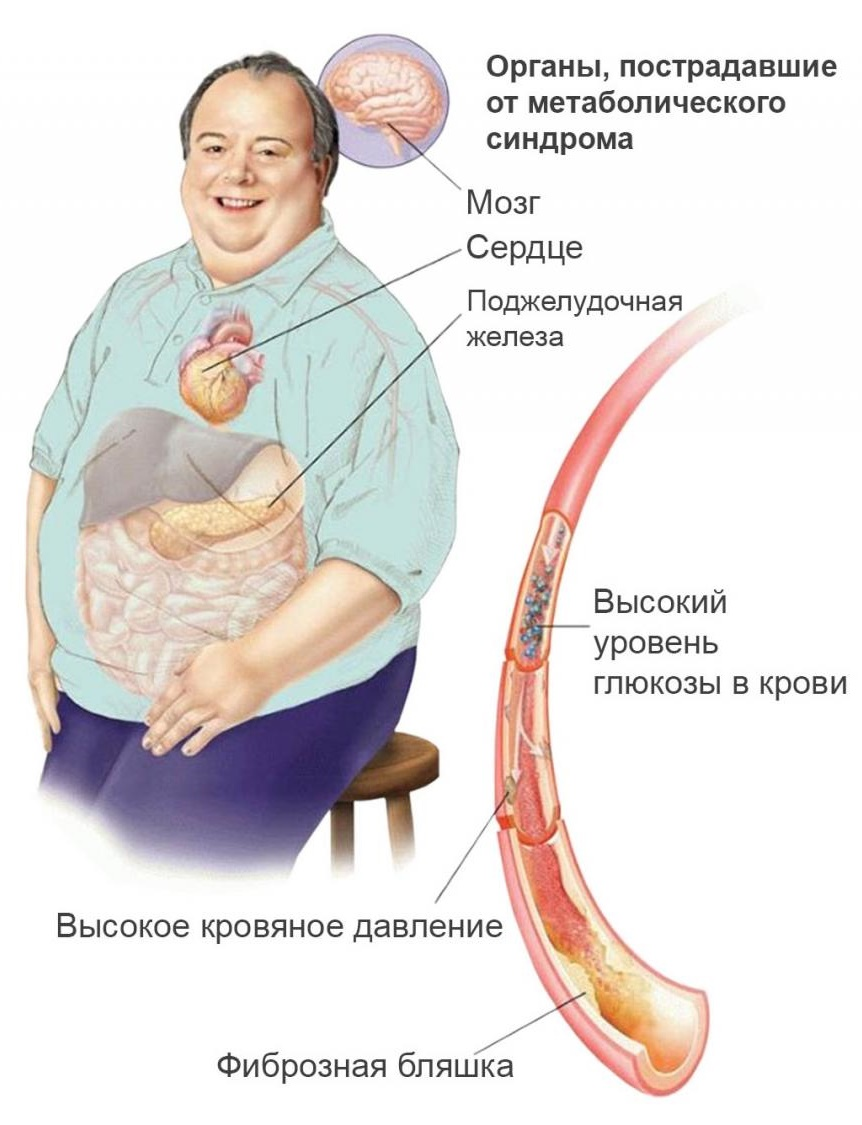 Органы, пострадавшие
от метаболического
синдрома
Мозг
Сердце
Поджелудочная
железа
Высокий
уровень
глюкозы в крови
Высокое кровяное давление
Фиброзная бляшка